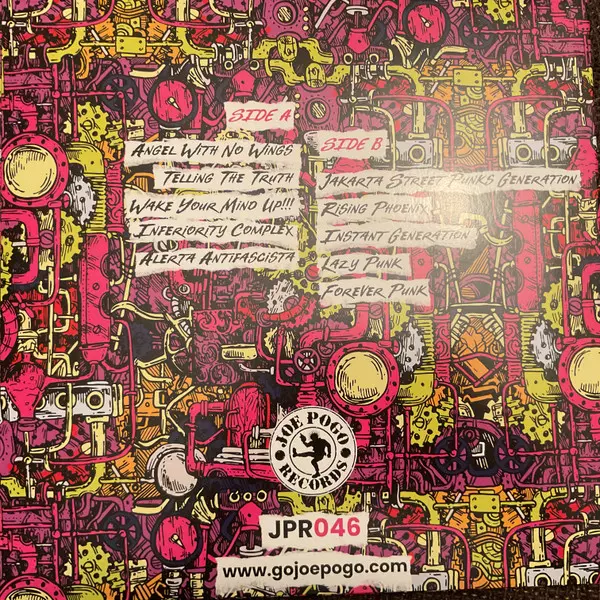 SIDE A
ANGEL WITH NO WINGS
TELLING THE TRUTH
WAKE YOUR MIND UP!!!
INFERIORITY COMPLEX
ALERTA ANTIFASCISTA
SIDE B
JAKARTA STREET PUNKS GENERATION
RISING PHOENIX
INSTANT GENERATION
LAZY PUNK
FOREVER PUNK
JOE POGO
RECORDS
JPR046
www.gojoepogo.com